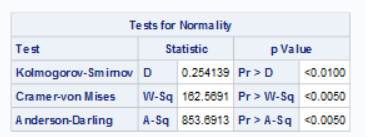 Tests for Normality
Test Statistic p Value
Kolmogorov-Smirnov D 0.254139 Pr > D <0.0100
Cramer-von Mises W-Sq 162.5691 Pr > W-Sq <0.0050
Anderson-Darling A-Sq 853.6913 Pr > A-Sq <0.0050